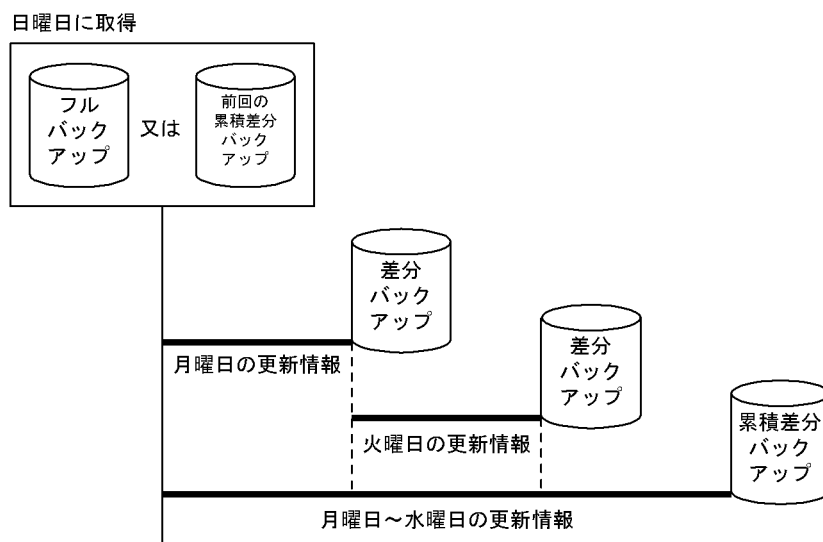 日曜日に取得
フル
バック
アップ
又は
前回の
累積差分
バック
アップ
差分
バック
アップ
月曜日の更新情報
差分
バック
アップ
火曜日の更新情報
累積差分
バック
アップ
月曜日～水曜日の更新情報